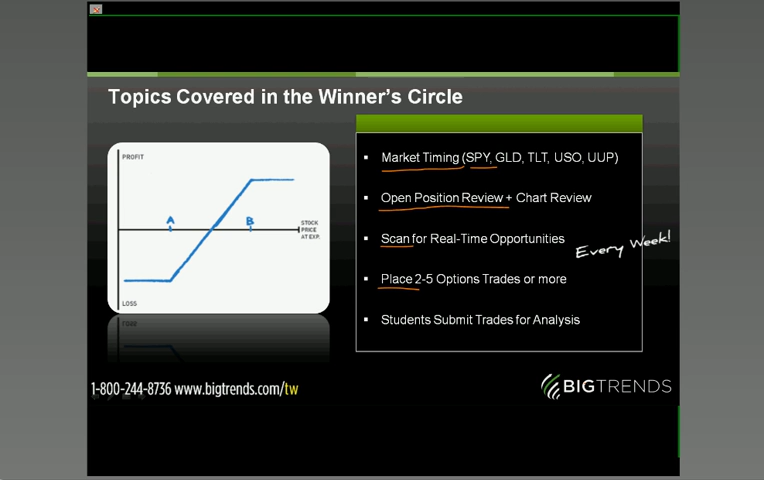 Topics Covered in the Winner's Circle
PROFIT
A
B
STOCK
PRICE
AT EXP.
LOSS
▪ Market Timing (SPY, GLD, TLT, USO, UUP)
▪ Open Position Review + Chart Review
▪ Scan for Real-Time Opportunities
Every Week!
▪ Place 2-5 Options Trades or more
▪ Students Submit Trades for Analysis
1-800-244-8736 www.bigtrends.com/tw
BIGTRENDS